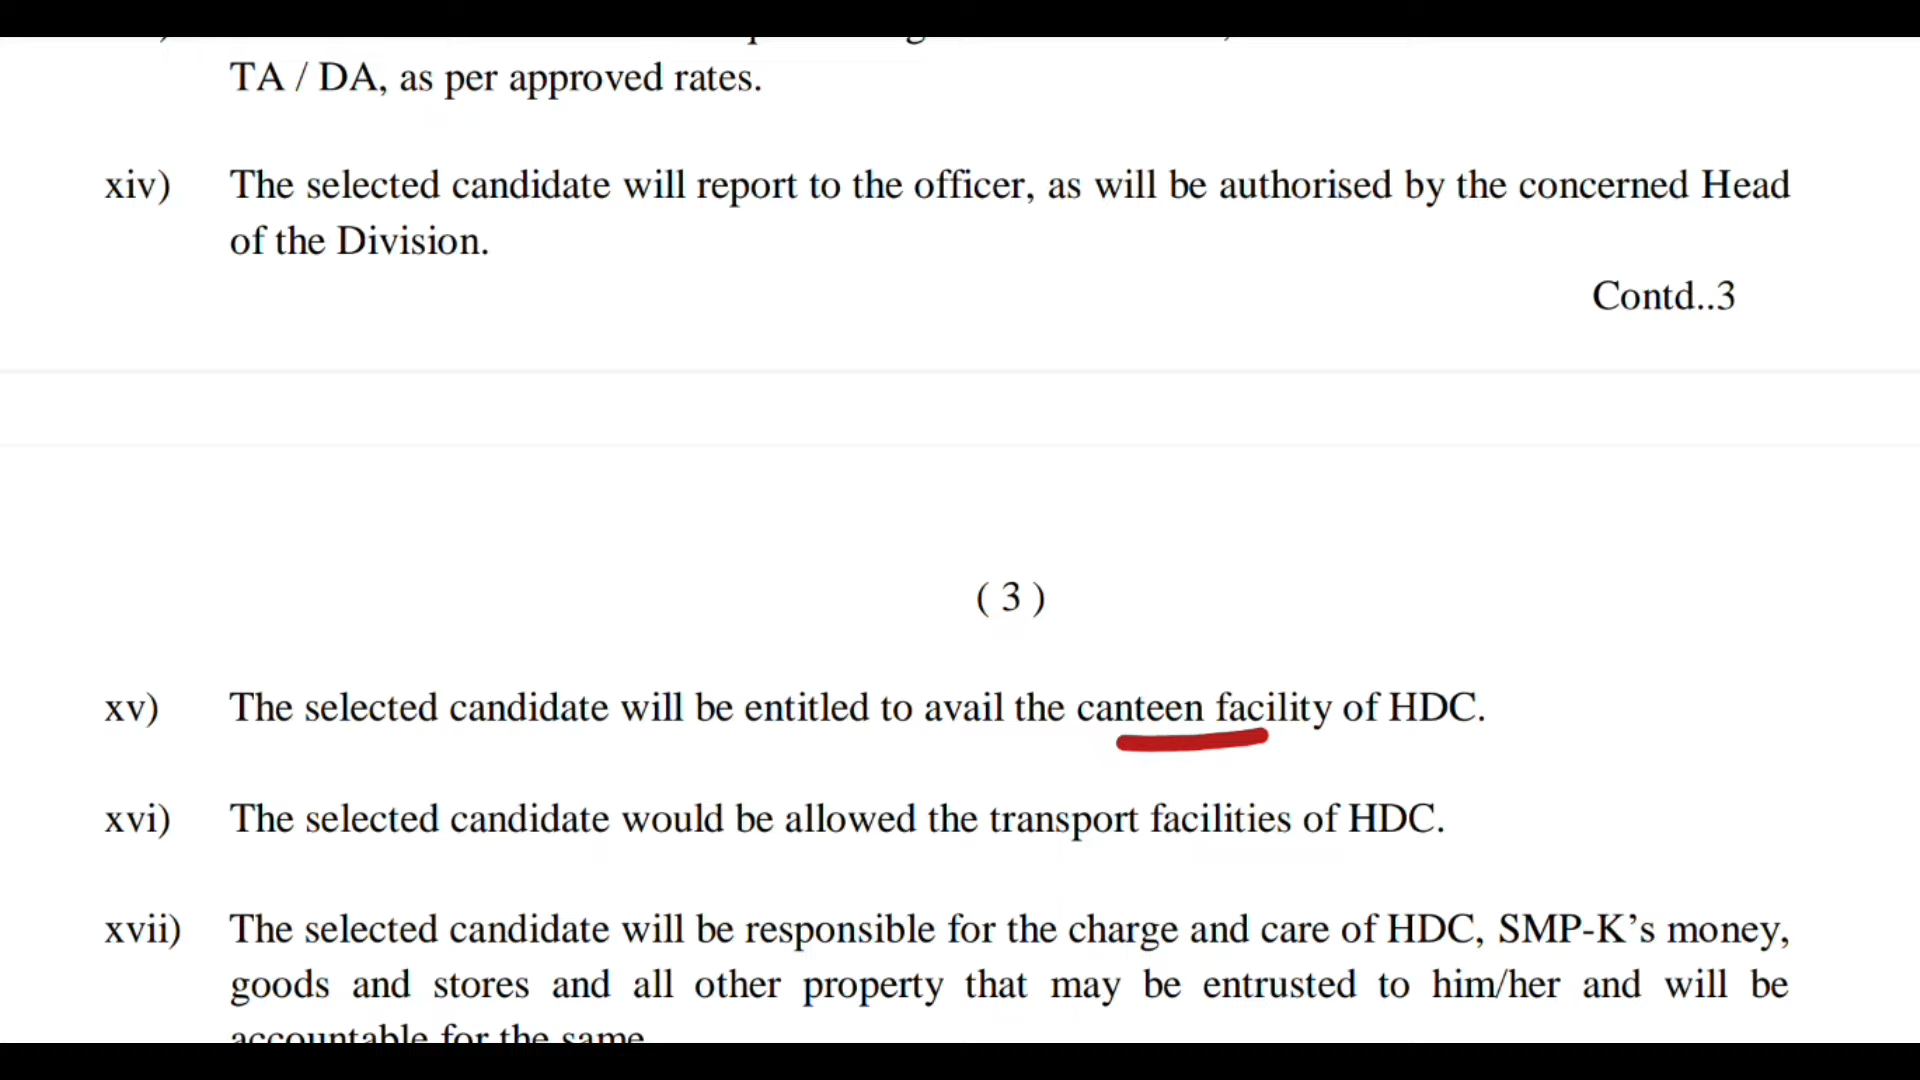 TA / DA, as per approved rates.
xiv) The selected candidate will report to the officer, as will be authorised by the concerned Head
of the Division.
Contd..3
( 3 )
xv) The selected candidate will be entitled to avail the canteen facility of HDC.
xvi) The selected candidate would be allowed the transport facilities of HDC.
xvii) The selected candidate will be responsible for the charge and care of HDC, SMP-K’s money,
goods and stores and all other property that may be entrusted to him/her and will be
accountable for the same